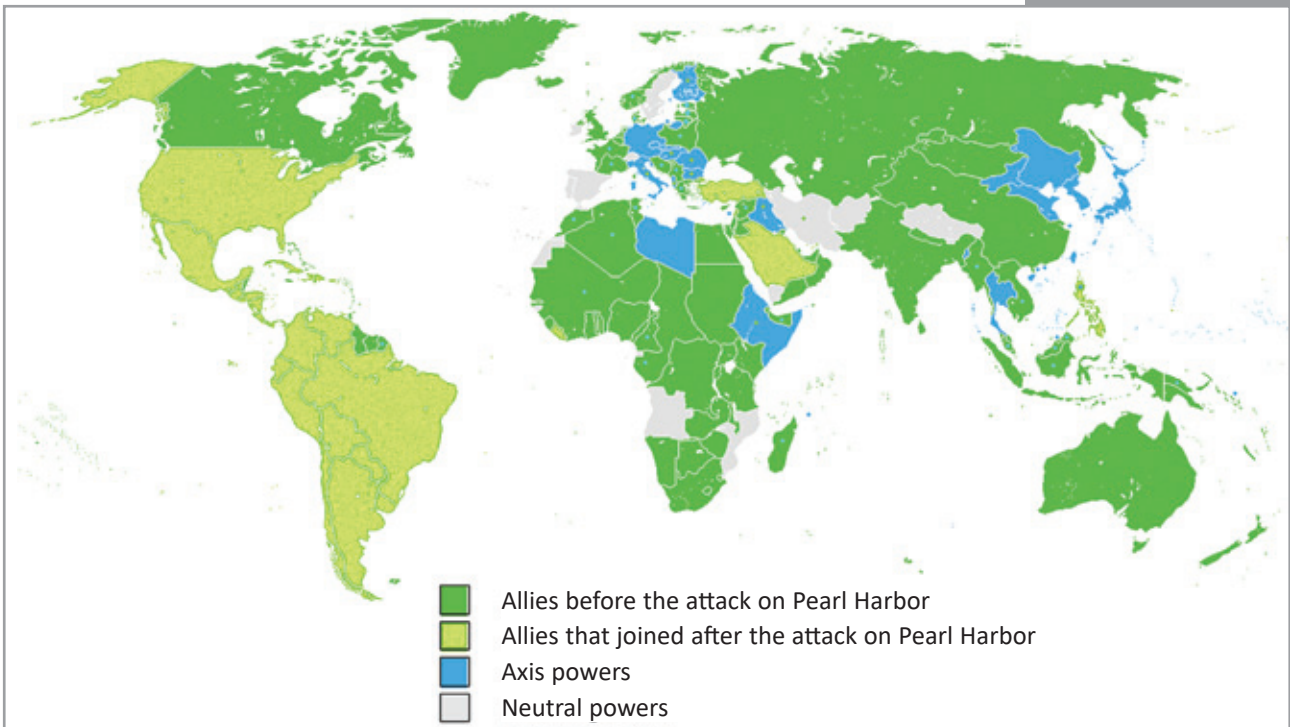 Allies before the attack on Pearl Harbor
Allies that joined after the attack on Pearl Harbor
Axis powers
Neutral powers